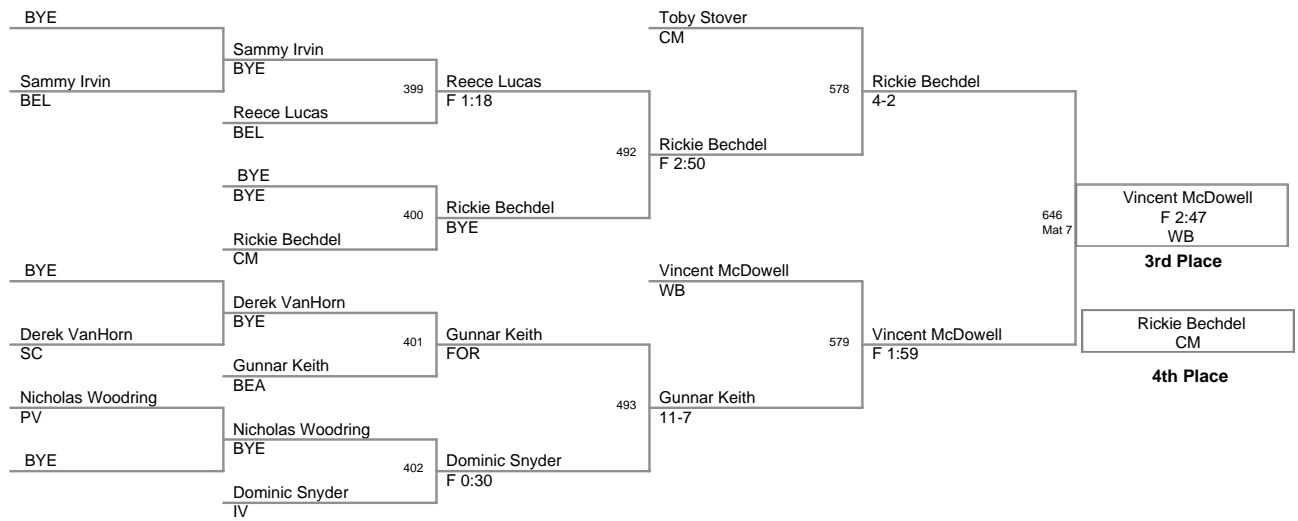 BYE
Sammy Irvin
BEL
Sammy Irvin
BYE
399
Reece Lucas
BEL
Reece Lucas
F 1:18
BYE
BYE
400
Rickie Bechdel
CM
Rickie Bechdel
BYE
492
Toby Stover
CM
578
Rickie Bechdel
F 2:50
Rickie Bechdel
4-2
BYE
Derek VanHorn
SC
Derek VanHorn
BYE
401
Gunnar Keith
BEA
Gunnar Keith
FOR
Nicholas Woodring
PV
BYE
Nicholas Woodring
BYE
402
Dominic Snyder
IV
Dominic Snyder
F 0:30
493
Vincent McDowell
WB
579
Gunnar Keith
11-7
Vincent McDowell
F 1:59
646
Mat 7
Vincent McDowell
F 2:47
WB
3rd Place
Rickie Bechdel
CM
4th Place